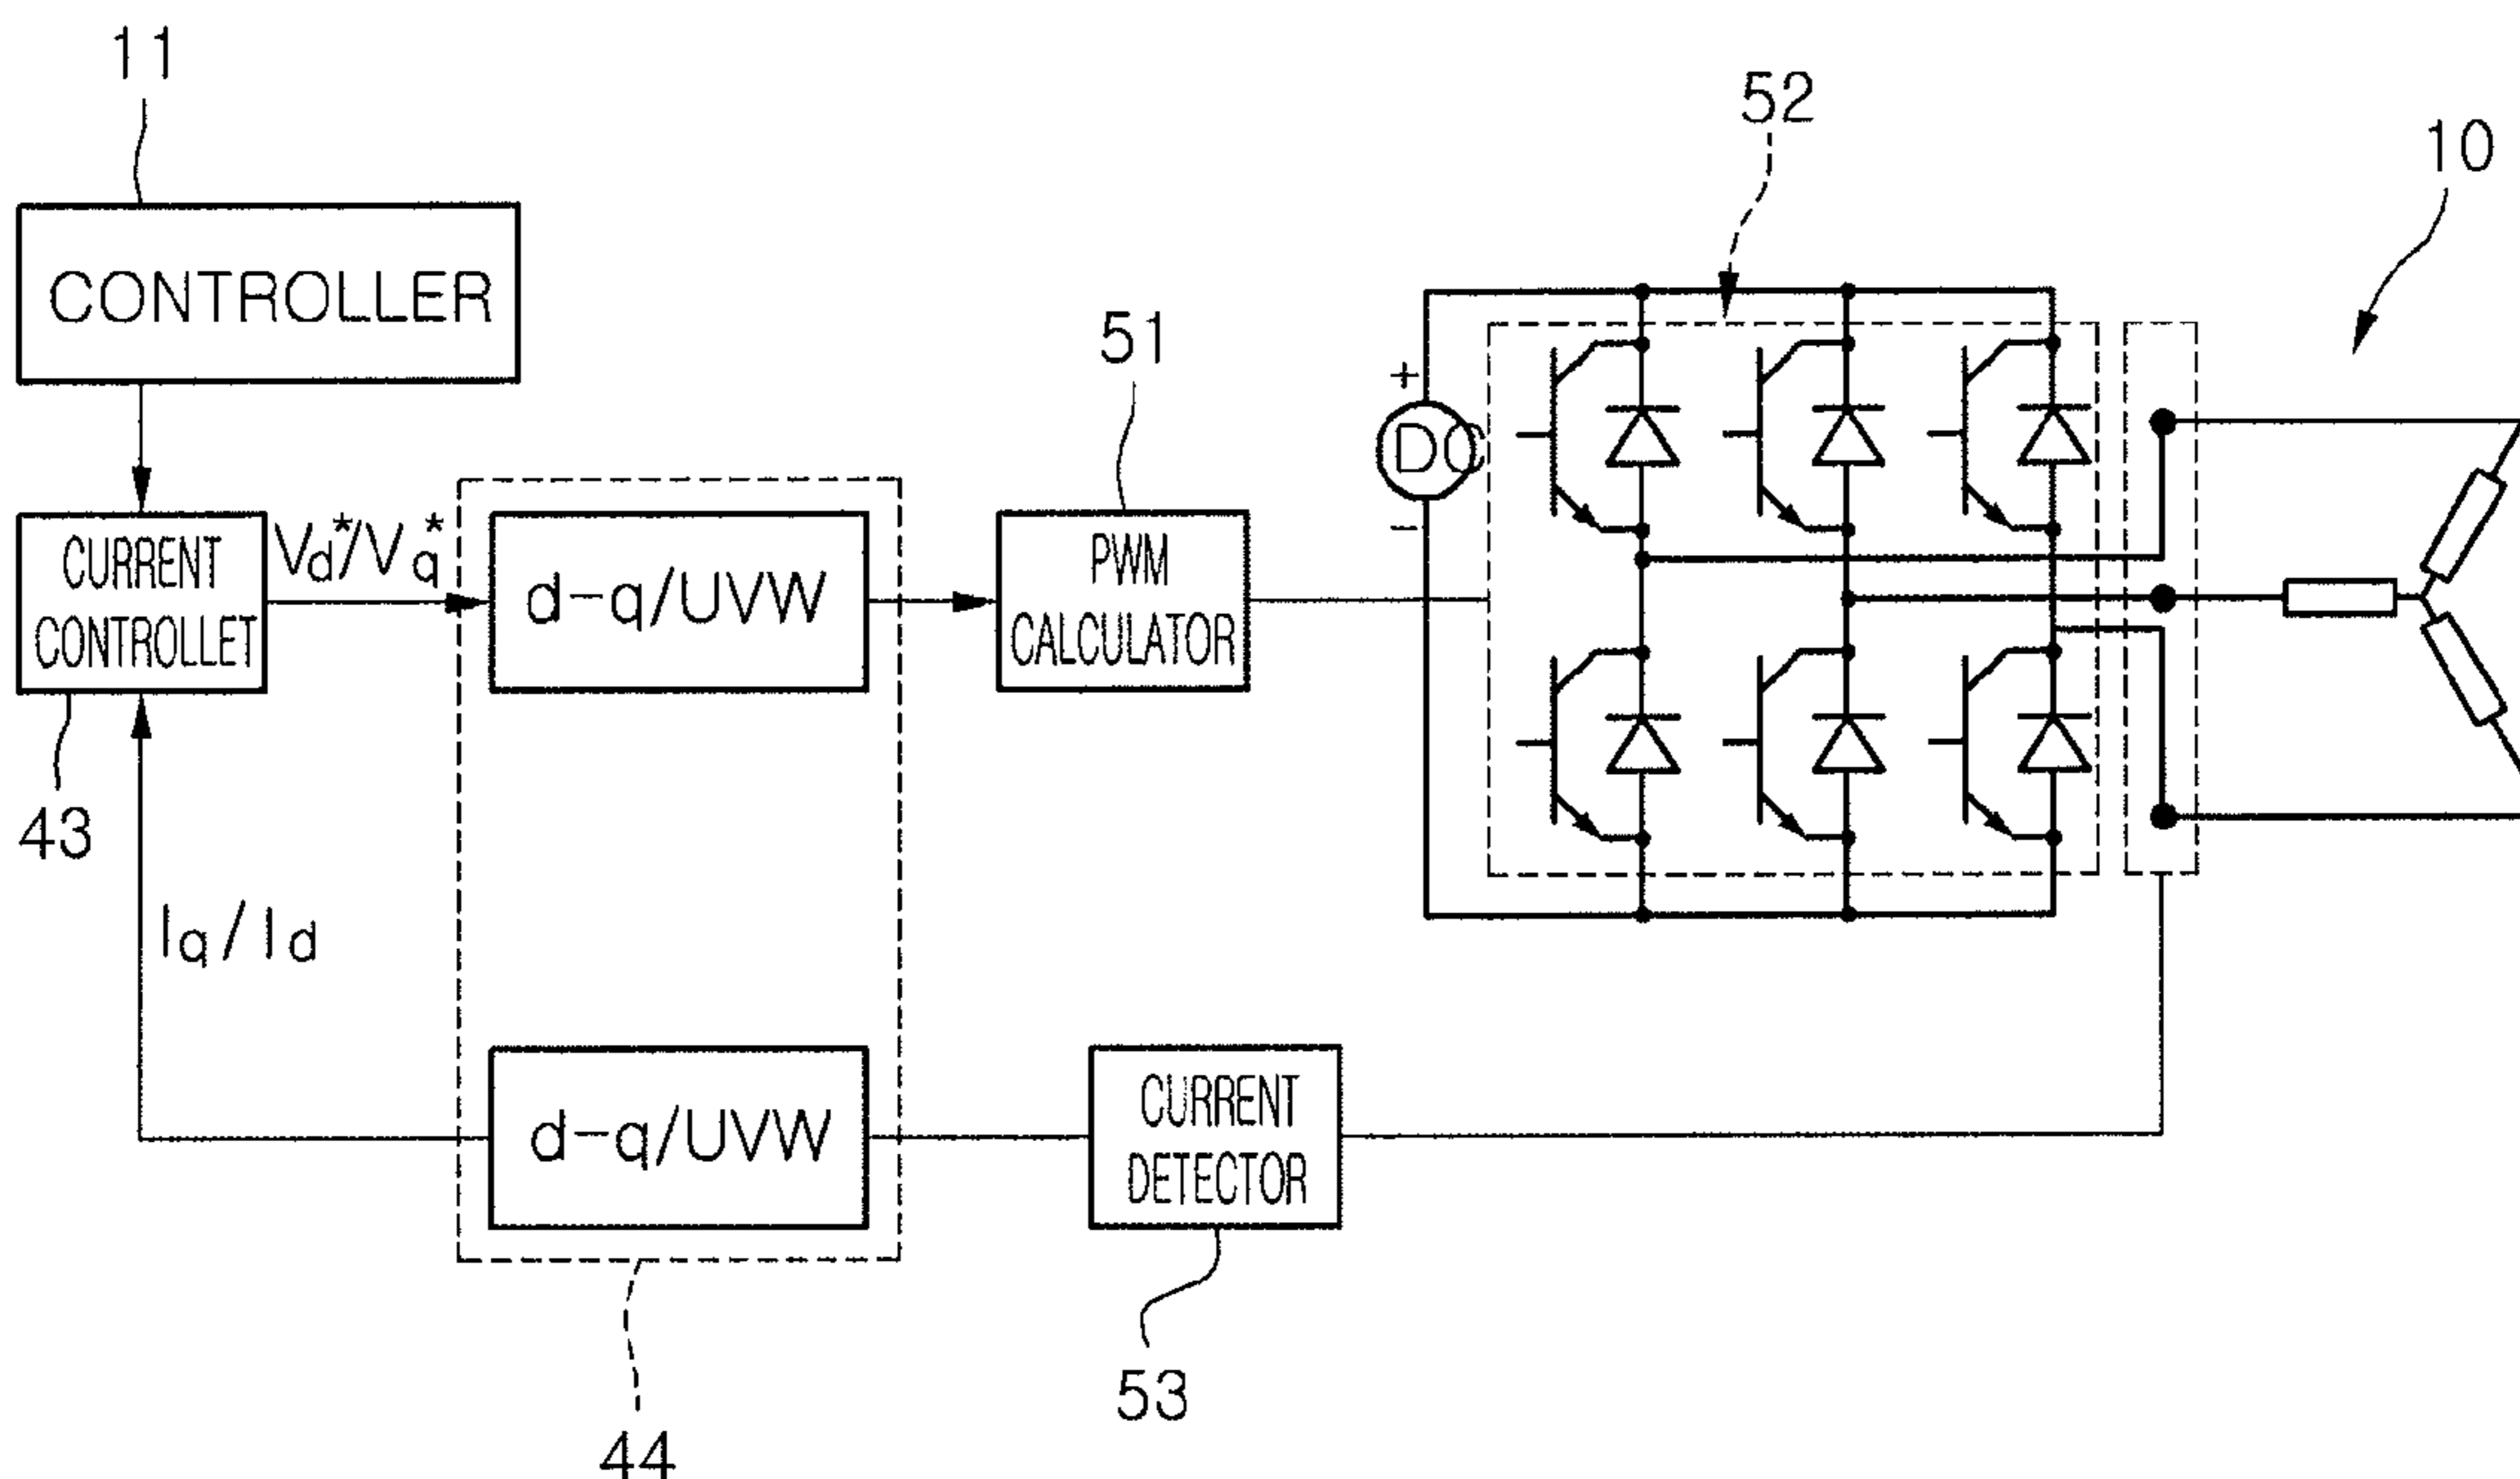 11
52
10
CONTROLLER
51
+
DC
−
CURRENT
CONTROLLET
Vd*/Vq*
d-q/UVW
PWM
CALCULATOR
43
Iq/Id
d-q/UVW
CURRENT
DETECTOR
53
44